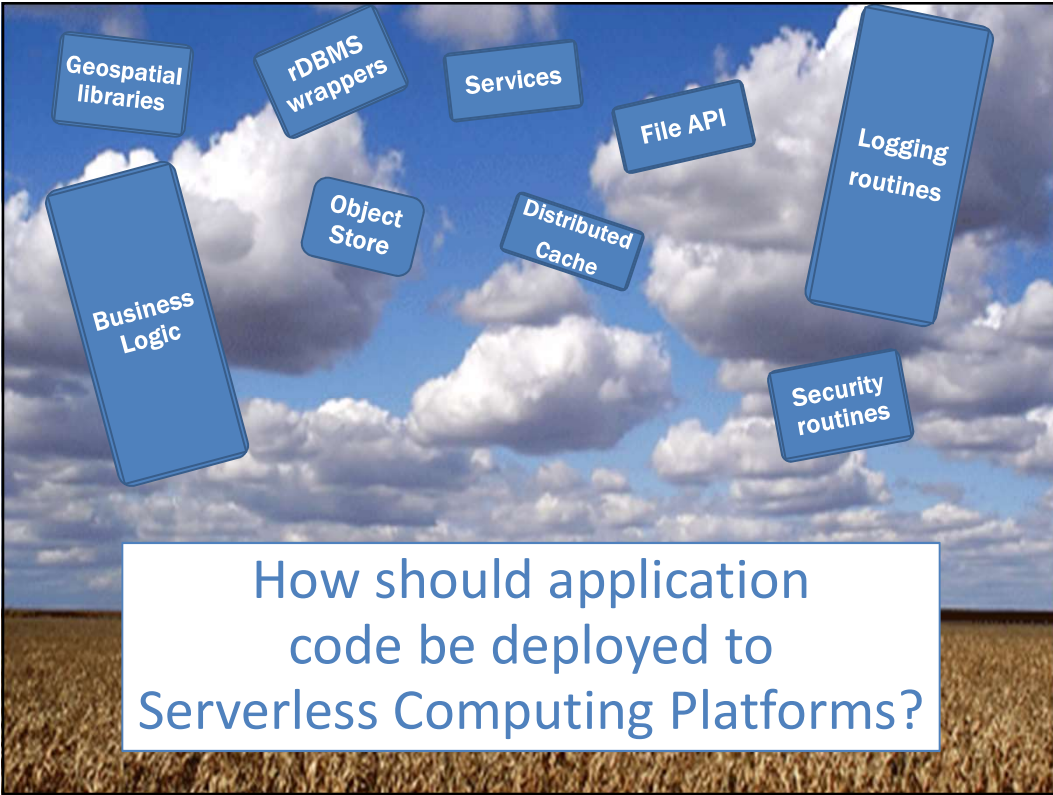 Geospatial
libraries
rDBMS
wrappers
Services
File API
Logging
routines
Object
Store
Distributed
Cache
Business
Logic
Security
routines
How should application
code be deployed to
Serverless Computing Platforms?